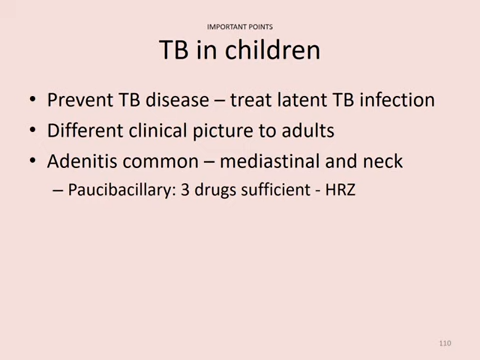 IMPORTANT POINTS
TB in children
• Prevent TB disease – treat latent TB infection
• Different clinical picture to adults
• Adenitis common – mediastinal and neck
– Paucibacillary: 3 drugs sufficient - HRZ
110